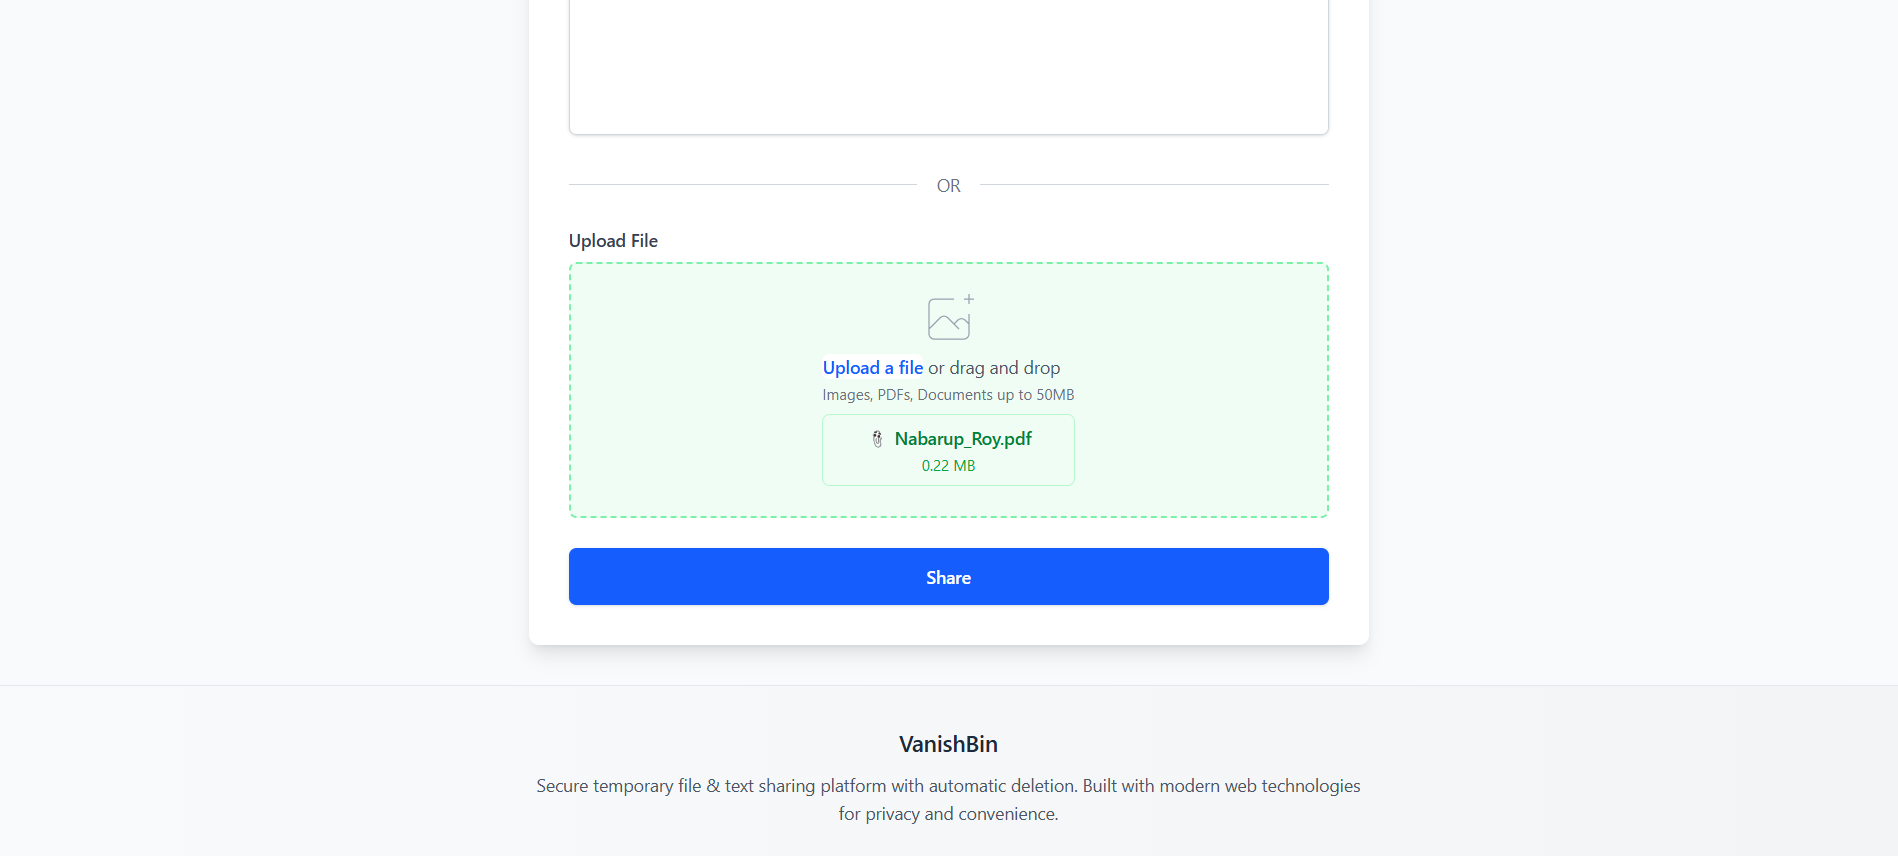 OR
Upload File
Upload a file or drag and drop
Images, PDFs, Documents up to 50MB
Nabarup_Roy.pdf
0.22 MB
Share
VanishBin
Secure temporary file & text sharing platform with automatic deletion. Built with modern web technologies
for privacy and convenience.